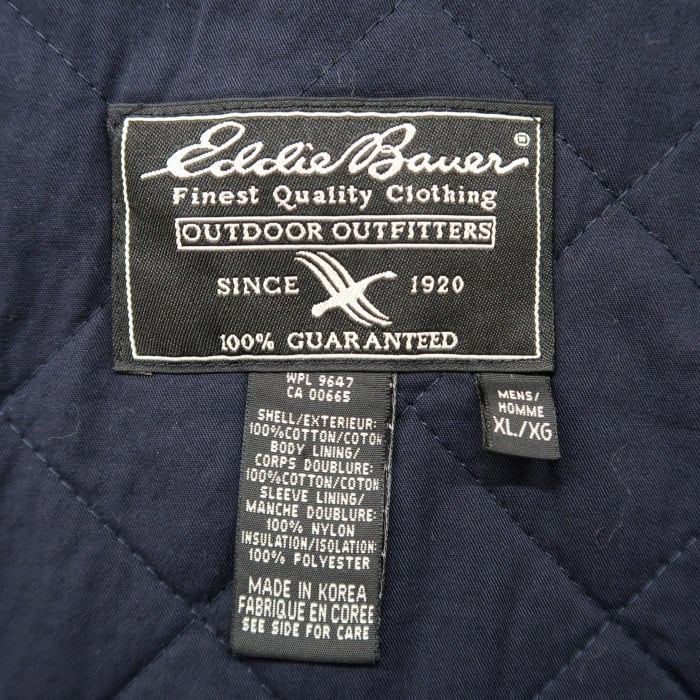 Eddie Bauer ®
Finest Quality Clothing
OUTDOOR OUTFITTERS
SINCE 1920
100% GUARANTEED
WPL 9647
CA 00665
SHELL/EXTERIEUR:
100%COTTON/COTON
BODY LINING/
CORPS DOUBLURE:
100%COTTON/COTON
SLEEVE LINING/
MANCHE DOUBLURE:
100% NYLON
INSULATION/ISOLATION:
100% POLYESTER
MADE IN KOREA
FABRIQUE EN COREE
SEE SIDE FOR CARE
MENS/
HOMME
XL/XG